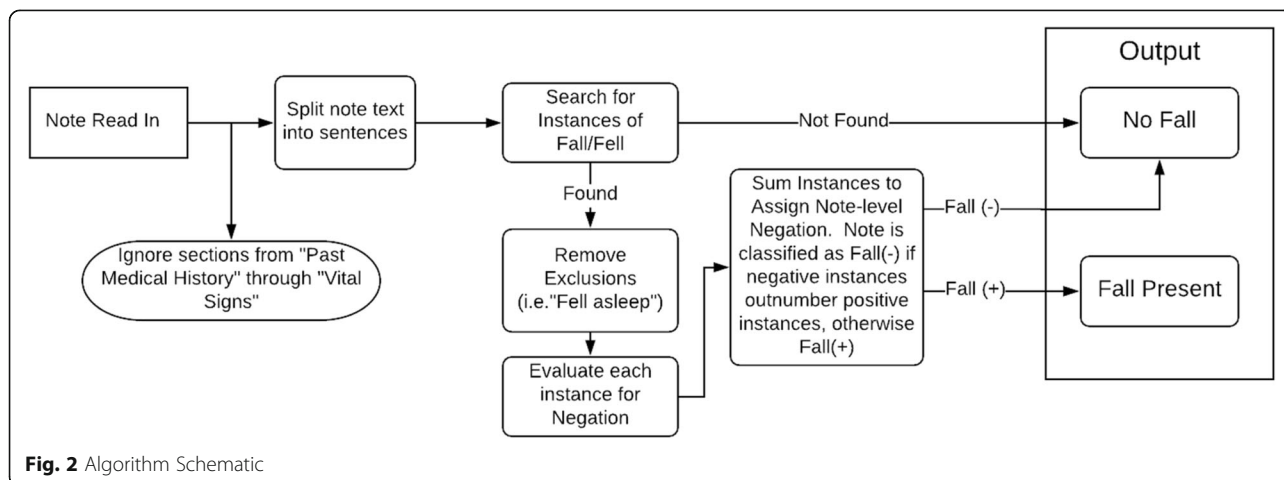 Note Read In
Split note text
into sentences
Search for
Instances of
Fall/Fell
Not Found
Output
No Fall
Found
Ignore sections from "Past
Medical History" through "Vital
Signs"
Remove
Exclusions
(i.e."Fell asleep")
Evaluate each
instance for
Negation
Sum Instances to
Assign Note-level
Negation. Note is
classified as Fall(-) if
negative instances
outnumber positive
instances, otherwise
Fall(+)
Fall (-)
Fall (+)
Fall Present
Fig. 2 Algorithm Schematic